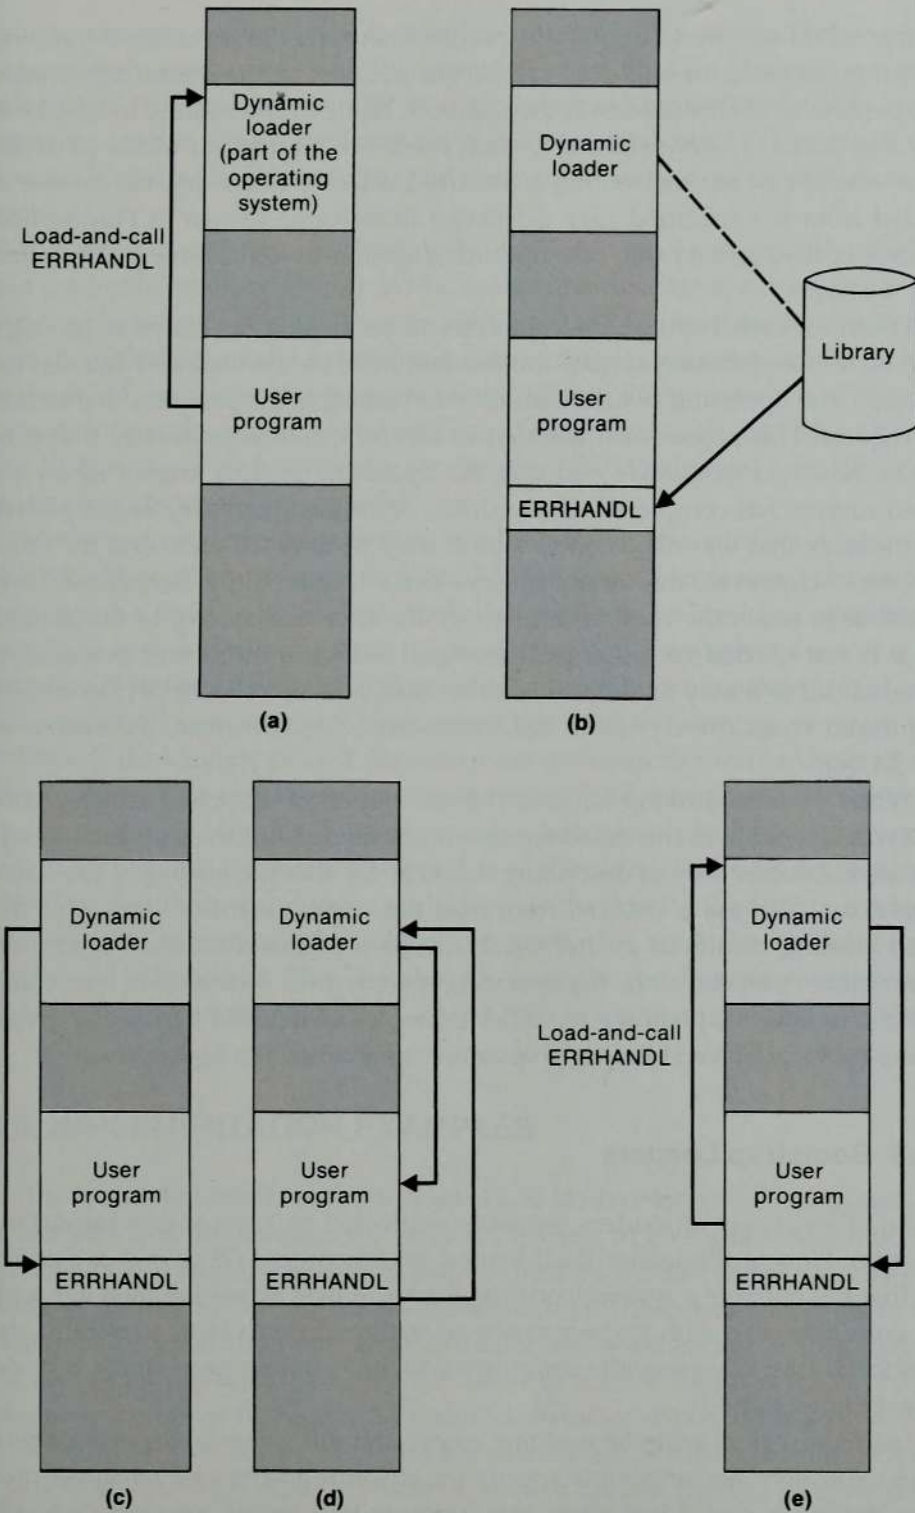 Dynamic
loader
(part of the
operating
system)
Load-and-call
ERRHANDL
User
program
(a)
Dynamic
loader
Library
User
program
ERRHANDL
(b)
Dynamic
loader
User
program
ERRHANDL
(c)
Dynamic
loader
User
program
ERRHANDL
(d)
Dynamic
loader
Load-and-call
ERRHANDL
User
program
ERRHANDL
(e)